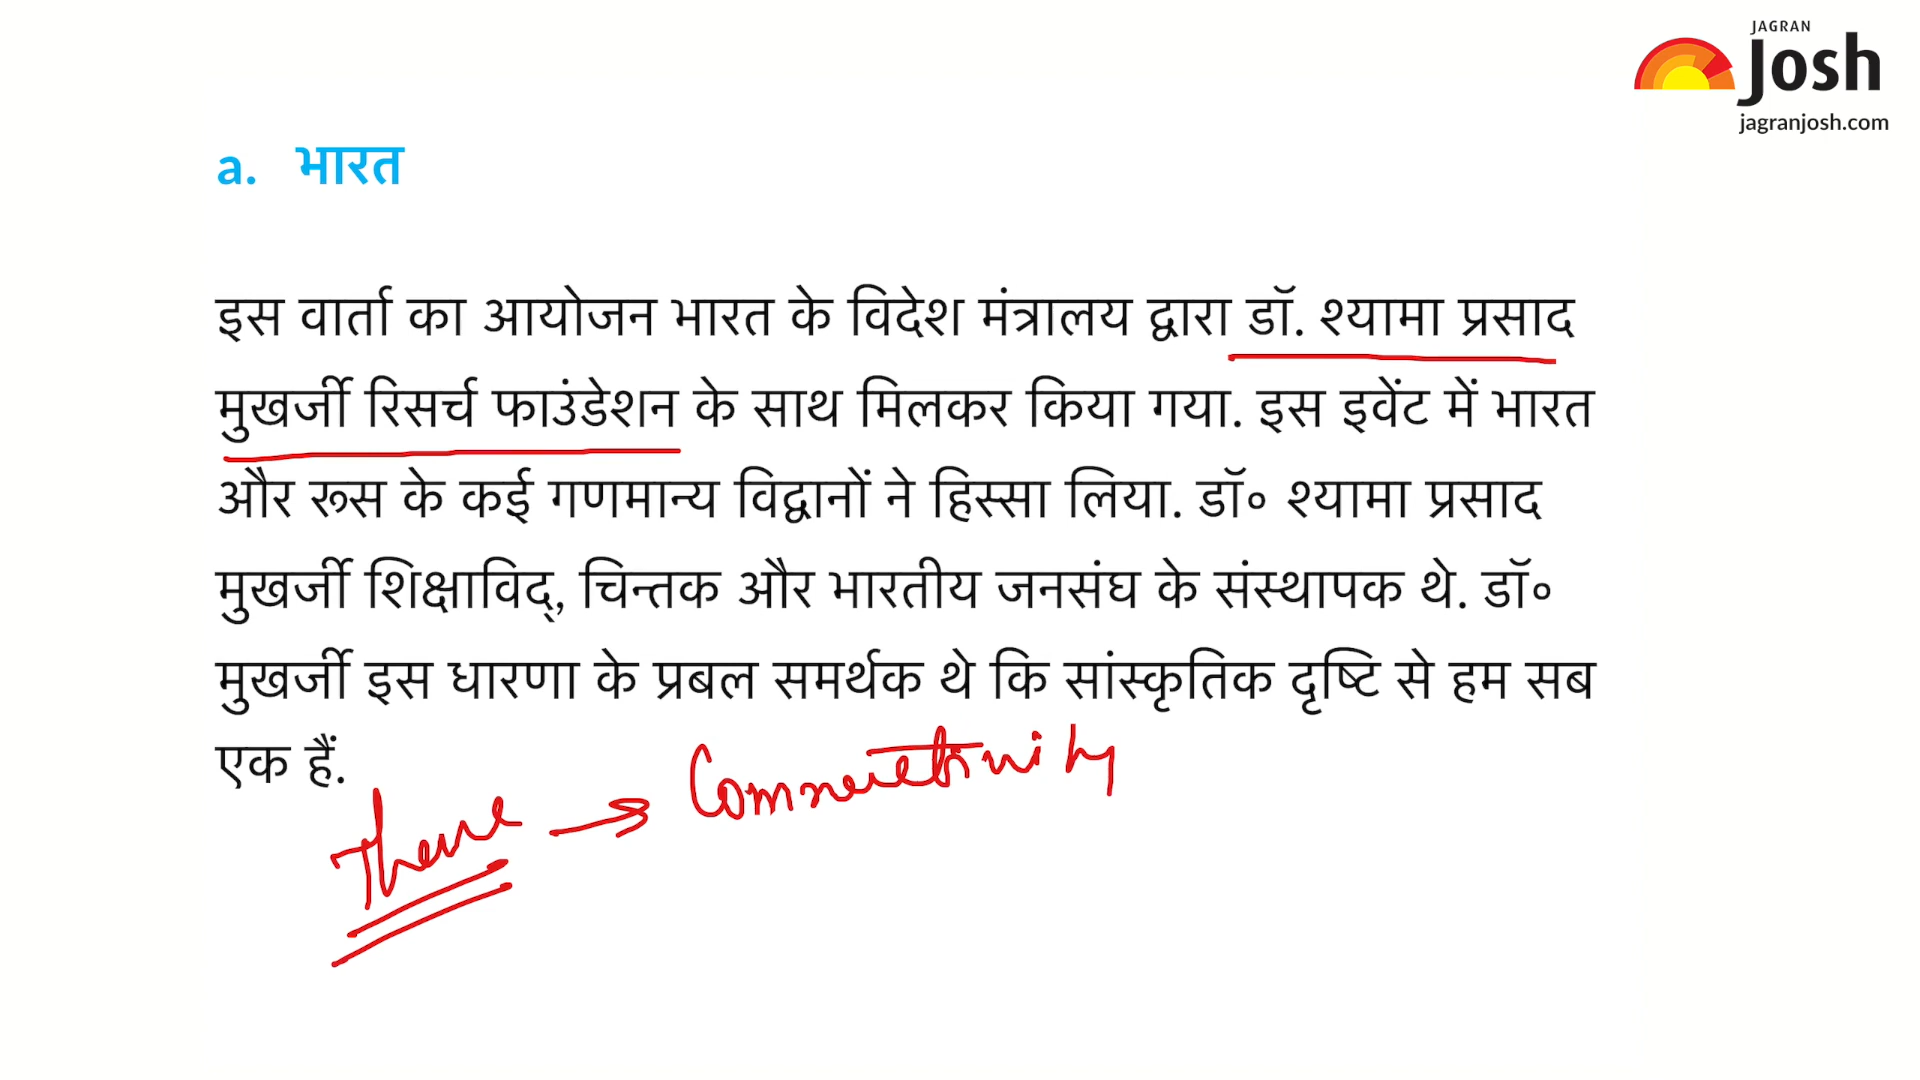 JAGRAN
Josh
jagranjosh.com
a. भारत
इस वार्ता का आयोजन भारत के विदेश मंत्रालय द्वारा डॉ. श्यामा प्रसाद
मुखर्जी रिसर्च फाउंडेशन के साथ मिलकर किया गया. इस इवेंट में भारत
और रूस के कई गणमान्य विद्वानों ने हिस्सा लिया. डॉ॰ श्यामा प्रसाद
मुखर्जी शिक्षाविद्, चिन्तक और भारतीय जनसंघ के संस्थापक थे. डॉ॰
मुखर्जी इस धारणा के प्रबल समर्थक थे कि सांस्कृतिक दृष्टि से हम सब
एक हैं.
Theme →